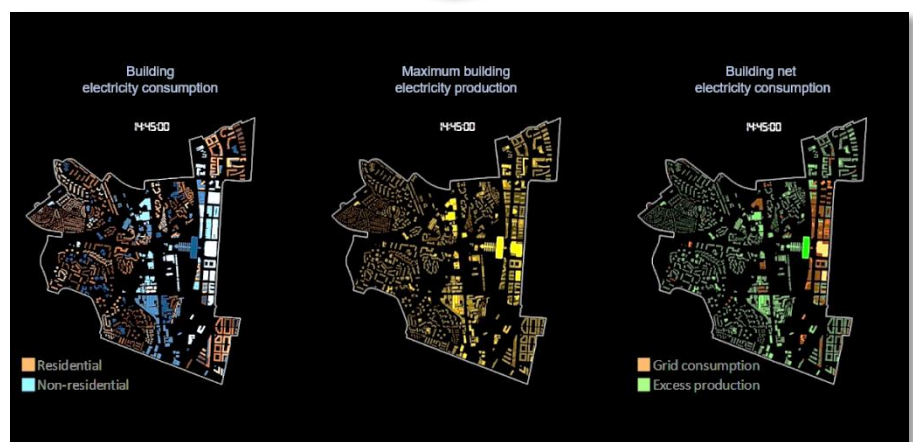 Building
electricity consumption
14:45:00
Residential
Non-residential
Maximum building
electricity production
14:45:00
Building net
electricity consumption
14:45:00
Grid consumption
Excess production